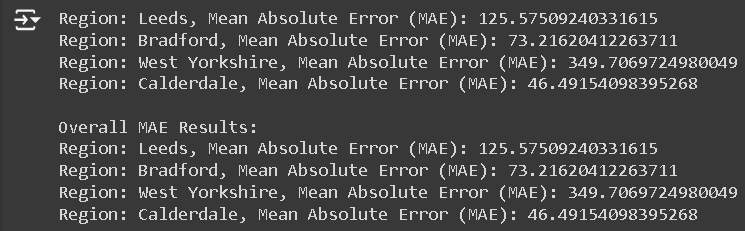 Region: Leeds, Mean Absolute Error (MAE): 125.57509240331615
Region: Bradford, Mean Absolute Error (MAE): 73.21620412263711
Region: West Yorkshire, Mean Absolute Error (MAE): 349.7069724980049
Region: Calderdale, Mean Absolute Error (MAE): 46.49154098395268

Overall MAE Results:
Region: Leeds, Mean Absolute Error (MAE): 125.57509240331615
Region: Bradford, Mean Absolute Error (MAE): 73.21620412263711
Region: West Yorkshire, Mean Absolute Error (MAE): 349.7069724980049
Region: Calderdale, Mean Absolute Error (MAE): 46.49154098395268